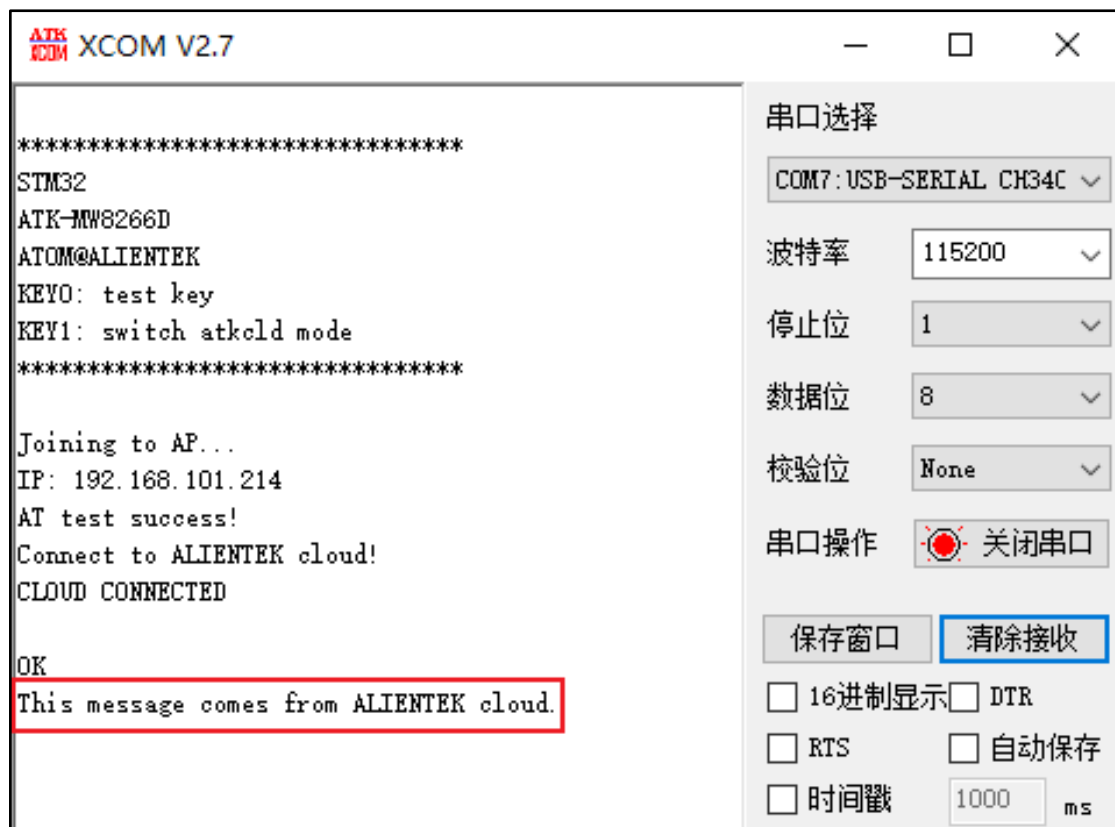 ATK
XCOM
XCOM V2.7
********************************
STM32
ATK-MW8266D
ATOM@ALIENTEK
KEY0: test key
KEY1: switch atkcld mode
********************************
Joining to AP...
IP: 192.168.101.214
AT test success!
Connect to ALIENTEK cloud!
CLOUD CONNECTED
OK
This message comes from ALIENTEK cloud.
串口选择
COM7:USB-SERIAL CH34C
波特率 115200
停止位 1
数据位 8
校验位 None
串口操作 关闭串口
保存窗口 清除接收
16进制显示 DTR
RTS 自动保存
时间戳 1000 ms